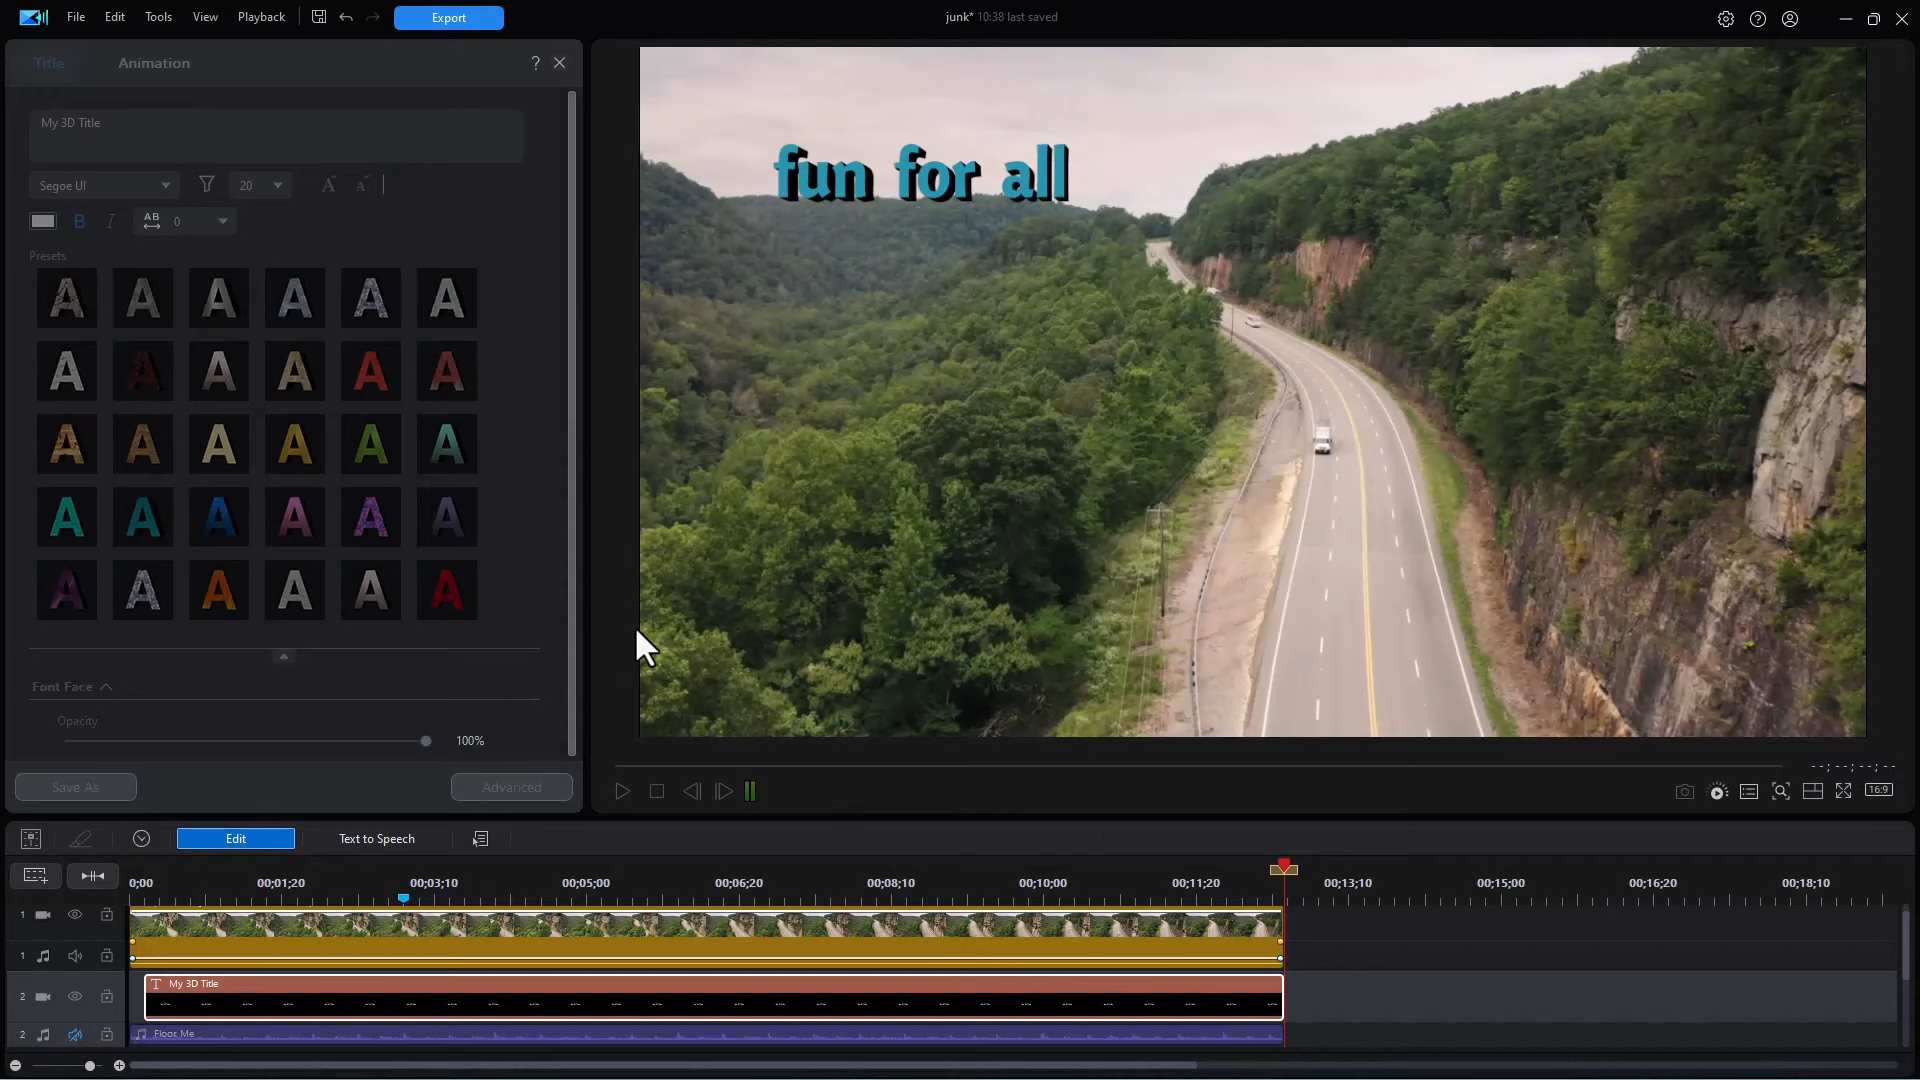 File Edit Tools View Playback Export junk* 10:38 last saved
Title Animation ?
My 3D Title
Segoe UI 20 A A
B I AB 0
Presets
A A A A A A
A A A A A A
A A A A A A
A A A A A A
A A A A A A
Font Face
Opacity
100%
Save As Advanced
fun for all
--;--;--;--
16:9
Edit Text to Speech
0;00 00;01;20 00;03;10 00;05;00 00;06;20 00;08;10 00;10;00 00;11;20 00;13;10 00;15;00 00;16;20 00;18;10
1
1
2 T My 3D Title
2 Floor. Me